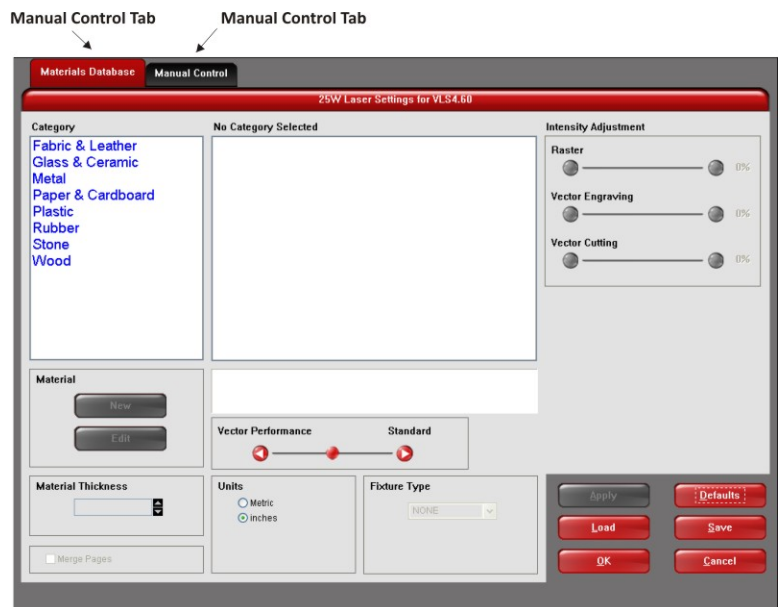 Manual Control Tab
Manual Control Tab
Materials Database
Manual Control
25W Laser Settings for VLS4.60
Category
No Category Selected
Intensity Adjustment
Fabric & Leather
Glass & Ceramic
Metal
Paper & Cardboard
Plastic
Rubber
Stone
Wood
Raster
0%
Vector Engraving
0%
Vector Cutting
0%
Material
New
Edit
Vector Performance
Standard
Material Thickness
Units
Metric
inches
Fixture Type
NONE
Merge Pages
Apply
Defaults
Load
Save
OK
Cancel